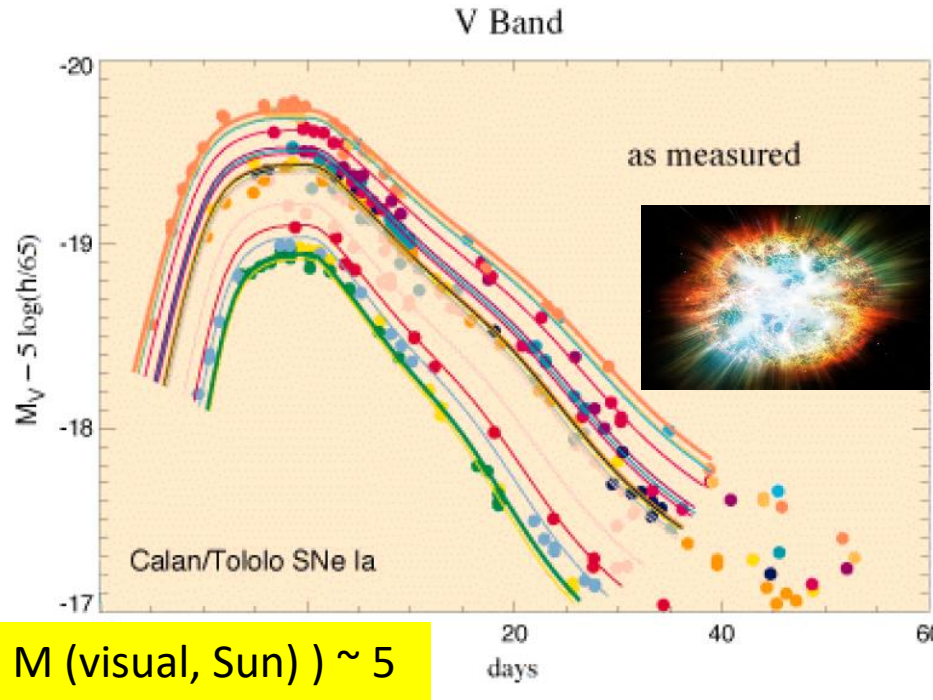 V Band
-20
as measured
-19
M_V – 5 log(h/65)
-18
Calan/Tololo SNe Ia
-17
20
40
60
days
M (visual, Sun) ) ~ 5